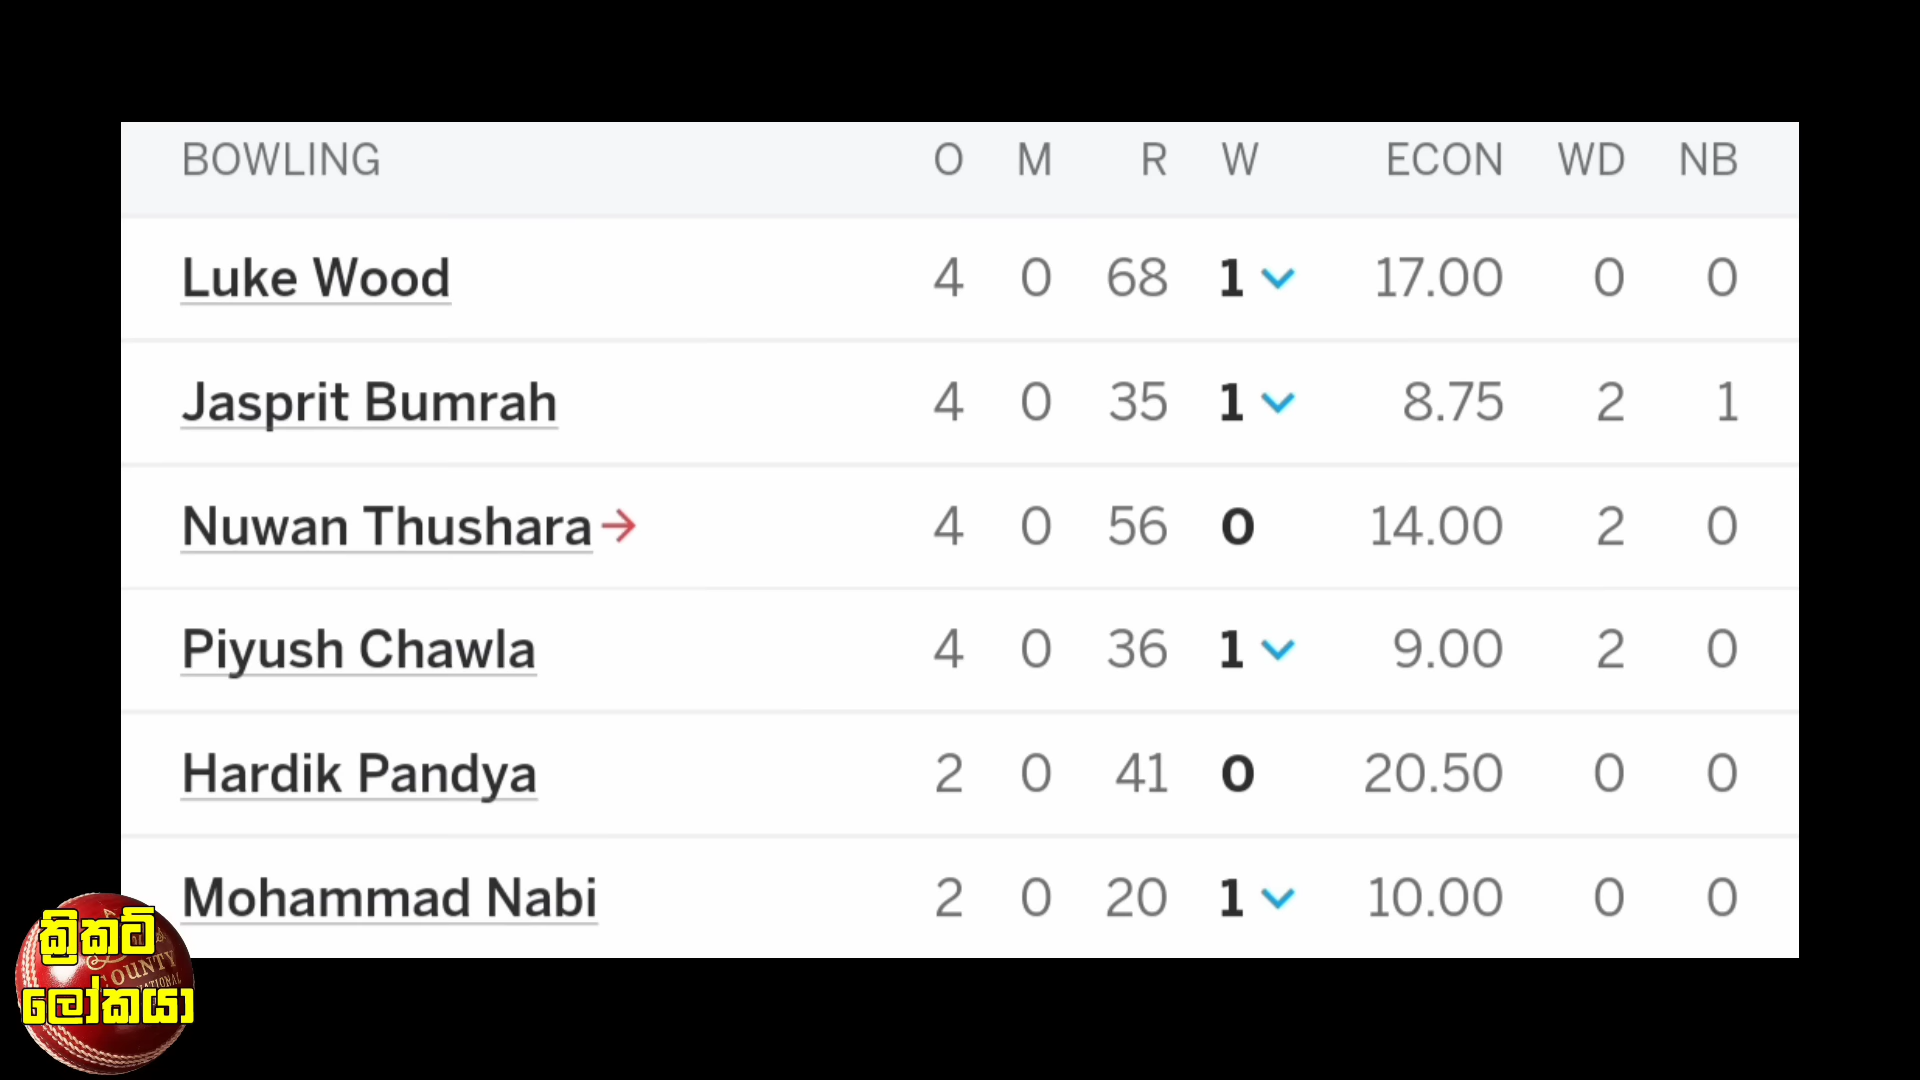 BOWLING O M R W ECON WD NB
Luke Wood 4 0 68 1 17.00 0 0
Jasprit Bumrah 4 0 35 1 8.75 2 1
Nuwan Thushara 4 0 56 0 14.00 2 0
Piyush Chawla 4 0 36 1 9.00 2 0
Hardik Pandya 2 0 41 0 20.50 0 0
Mohammad Nabi 2 0 20 1 10.00 0 0
ක්‍රිකට්
COUNTY
ලෝකයා